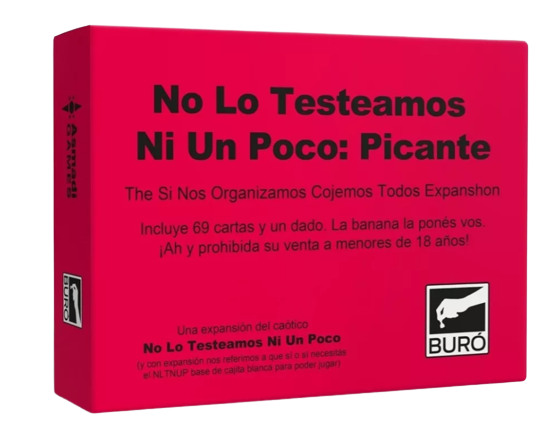 No Lo Testeamos
Ni Un Poco: Picante
The Si Nos Organizamos Cojemos Todos Expanshon
Incluye 69 cartas y un dado. La banana la ponés vos.
¡Ah y prohibida su venta a menores de 18 años!
Una expansión del caótico
No Lo Testeamos Ni Un Poco
(y con expansión nos referimos a que sí o sí necesitas
el NLTNUP base de cajita blanca para poder jugar)
BURÓ
Asmadi
GAMES
BURÓ